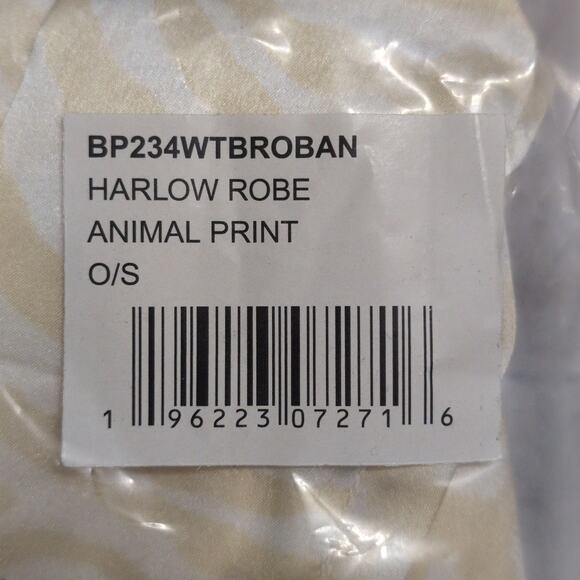 BP234WTBROBAN
HARLOW ROBE
ANIMAL PRINT
O/S
1 96223 07271 6